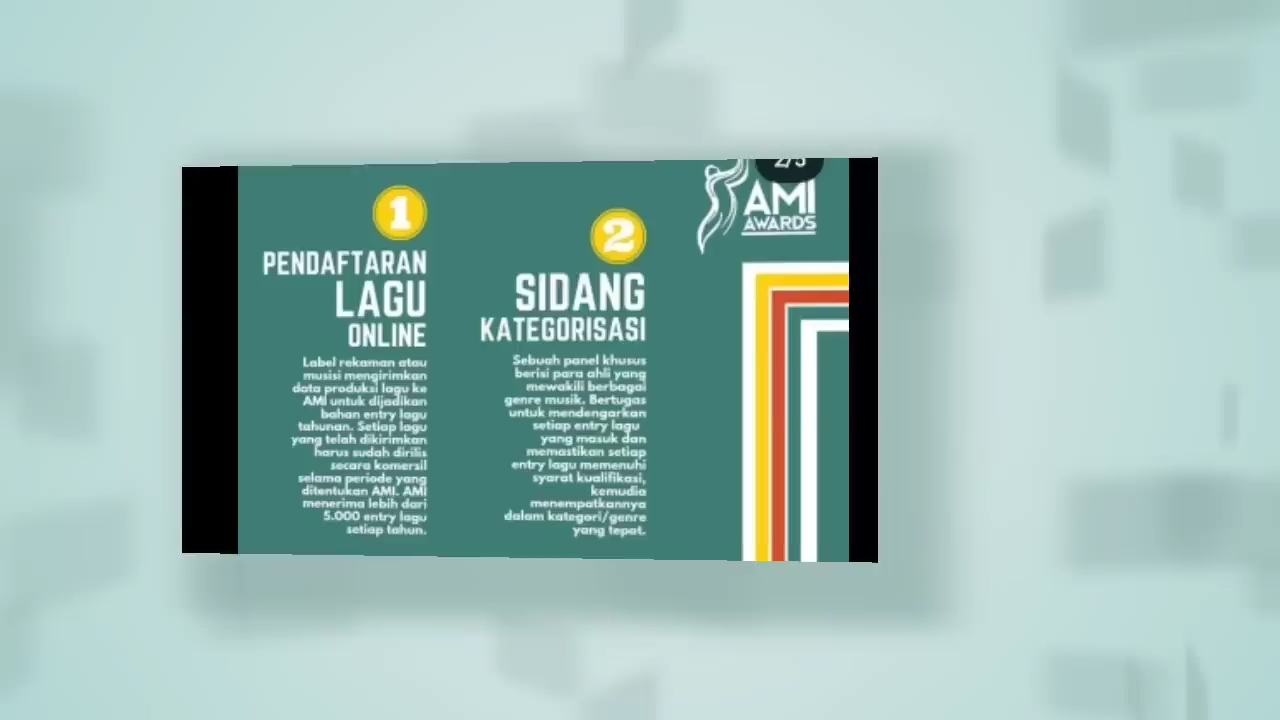 1
PENDAFTARAN
LAGU
ONLINE
Label rekaman atau
musisi mengirimkan
data produksi lagu ke
AMI untuk dijadikan
bahan entry lagu
tahunan. Setiap lagu
yang telah dikirimkan
harus sudah dirilis
secara komersil
selama periode yang
ditentukan AMI. AMI
menerima lebih dari
5.000 entry lagu
setiap tahun.
2
SIDANG
KATEGORISASI
Sebuah panel khusus
berisi para ahli yang
mewakili berbagai
genre musik. Bertugas
untuk mendengarkan
setiap entry lagu
yang masuk dan
memastikan setiap
entry lagu memenuhi
syarat kualifikasi,
kemudia
menempatkannya
dalam kategori/genre
yang tepat.
AMI
AWARDS